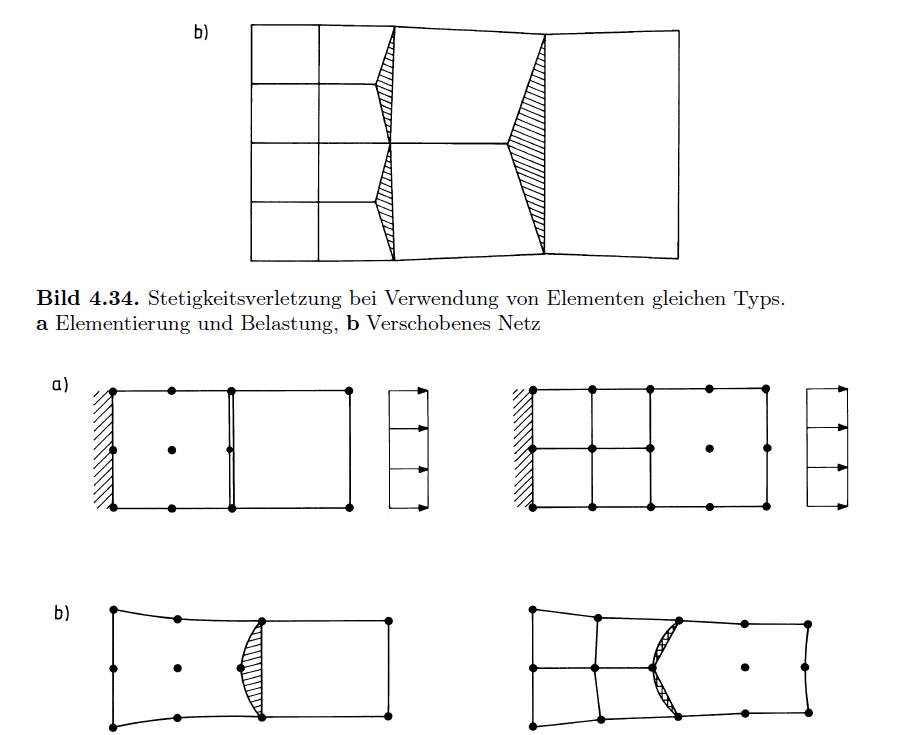 b)
Bild 4.34. Stetigkeitsverletzung bei Verwendung von Elementen gleichen Typs.
a Elementierung und Belastung, b Verschobenes Netz
a)
b)